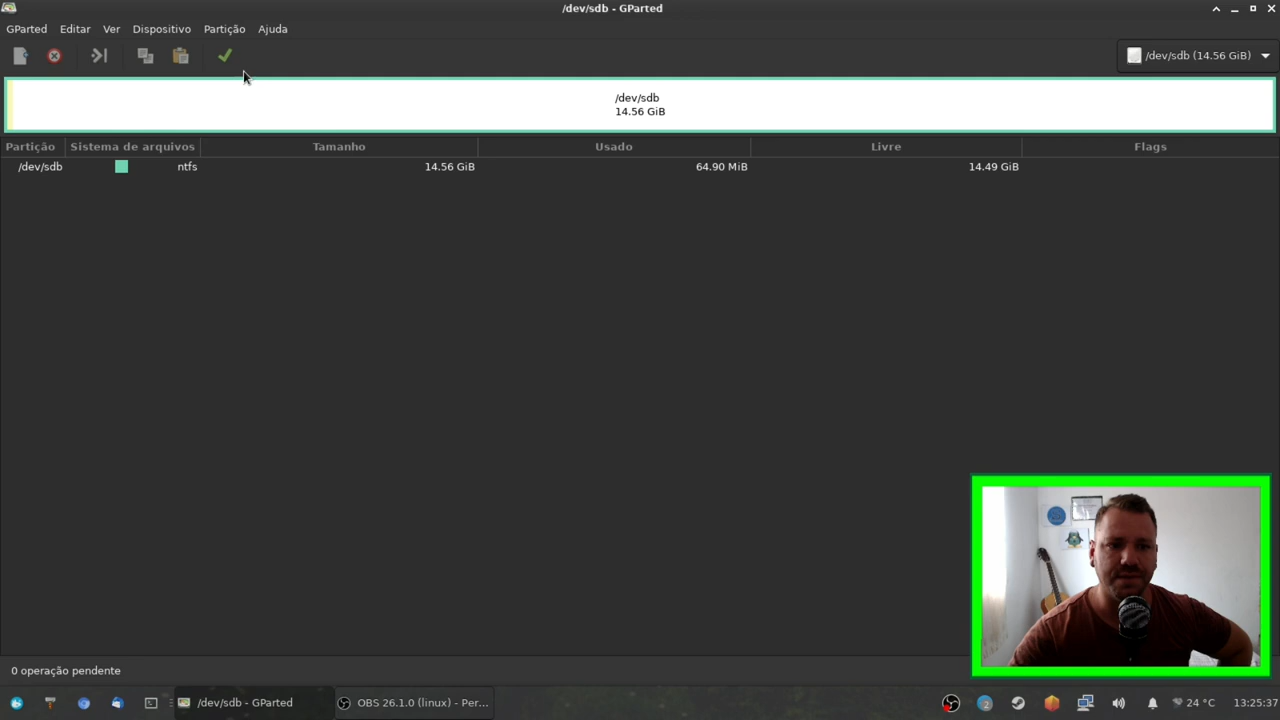 /dev/sdb - GParted
GParted Editar Ver Dispositivo Partição Ajuda
/dev/sdb (14.56 GiB)
/dev/sdb
14.56 GiB
Partição Sistema de arquivos Tamanho Usado Livre Flags
/dev/sdb ntfs 14.56 GiB 64.90 MiB 14.49 GiB
0 operação pendente
/dev/sdb - GParted OBS 26.1.0 (linux) - Per... 2 24 °C 13:25:37